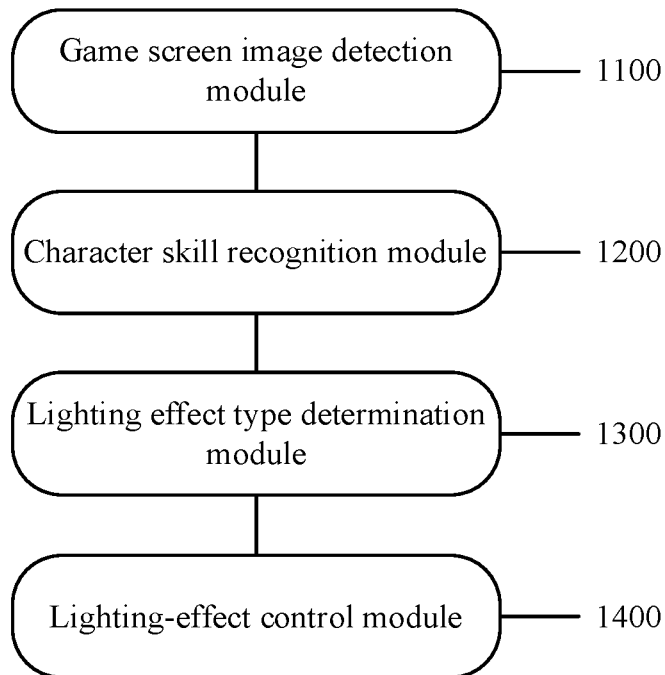 Game screen image detection
module
1100
Character skill recognition module
1200
Lighting effect type determination
module
1300
Lighting-effect control module
1400